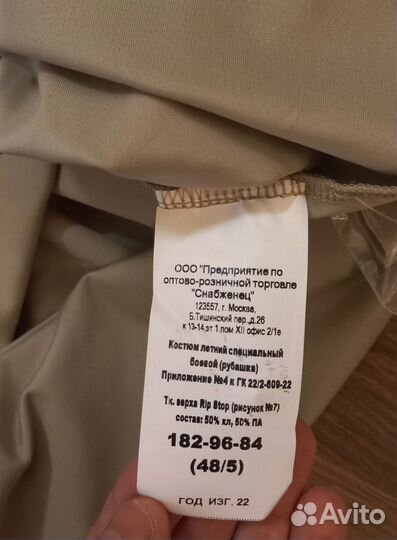 ООО "Предприятие по
оптово-розничной торговле
"Снабженец"
123557, г. Москва,
Б.Тишинский пер.,д.26
к 13-14,эт 1 пом XII офис 2/1е
Костюм летний специальный
боевой (рубашка)
Приложение №4 к ГК 22/2-609-22
Тк. верха Rip Stop (рисунок №7)
состав: 50% хл, 50% ПА
182-96-84
(48/5)
ГОД ИЗГ. 22
Avito